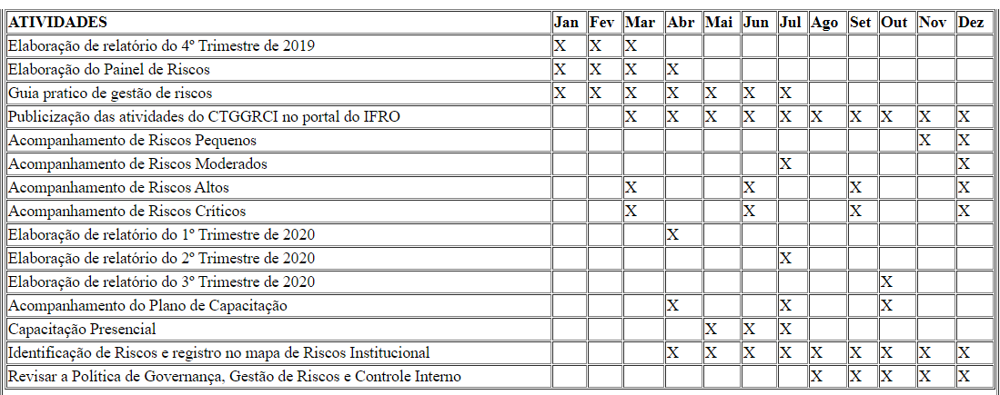 ATIVIDADES Jan Fev Mar Abr Mai Jun Jul Ago Set Out Nov Dez
Elaboração de relatório do 4º Trimestre de 2019 X X X
Elaboração do Painel de Riscos X X X X
Guia pratico de gestão de riscos X X X X X X X
Publicização das atividades do CTGGRCI no portal do IFRO X X X X X X X X X X
Acompanhamento de Riscos Pequenos X X
Acompanhamento de Riscos Moderados X X
Acompanhamento de Riscos Altos X X X X
Acompanhamento de Riscos Críticos X X X X
Elaboração de relatório do 1º Trimestre de 2020 X
Elaboração de relatório do 2º Trimestre de 2020 X
Elaboração de relatório do 3º Trimestre de 2020 X
Acompanhamento do Plano de Capacitação X X X
Capacitação Presencial X X X
Identificação de Riscos e registro no mapa de Riscos Institucional X X X X X X X X X
Revisar a Política de Governança, Gestão de Riscos e Controle Interno X X X X X